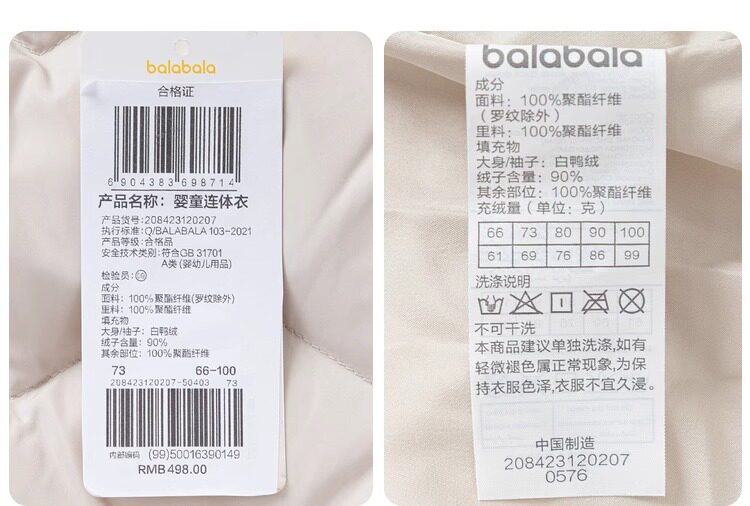 balabala
合格证
6 904383 698714
产品名称: 婴童连体衣
产品货号:208423120207
执行标准:Q/BALABALA 103-2021
产品等级:合格品
安全技术类别:符合GB 31701
A类 (婴幼儿用品)
检验员:
成分
面料: 100%聚酯纤维(罗纹除外)
里料: 100%聚酯纤维
填充物
大身/袖子: 白鸭绒
绒子含量: 90%
其余部位: 100%聚酯纤维
73 66-100
208423120207-50403 73
内部编码 (99)50016390149
RMB 498.00
balabala
成分
面料: 100%聚酯纤维
(罗纹除外)
里料: 100%聚酯纤维
填充物
大身/袖子: 白鸭绒
绒子含量: 90%
其余部位: 100%聚酯纤维
充绒量 (单位: 克)
66 73 80 90 100
61 69 76 86 99
洗涤说明
不可干洗
本商品建议单独洗涤,如有
轻微褪色属正常现象,为保
持衣服色泽,衣服不宜久浸。
中国制造
208423120207
0576